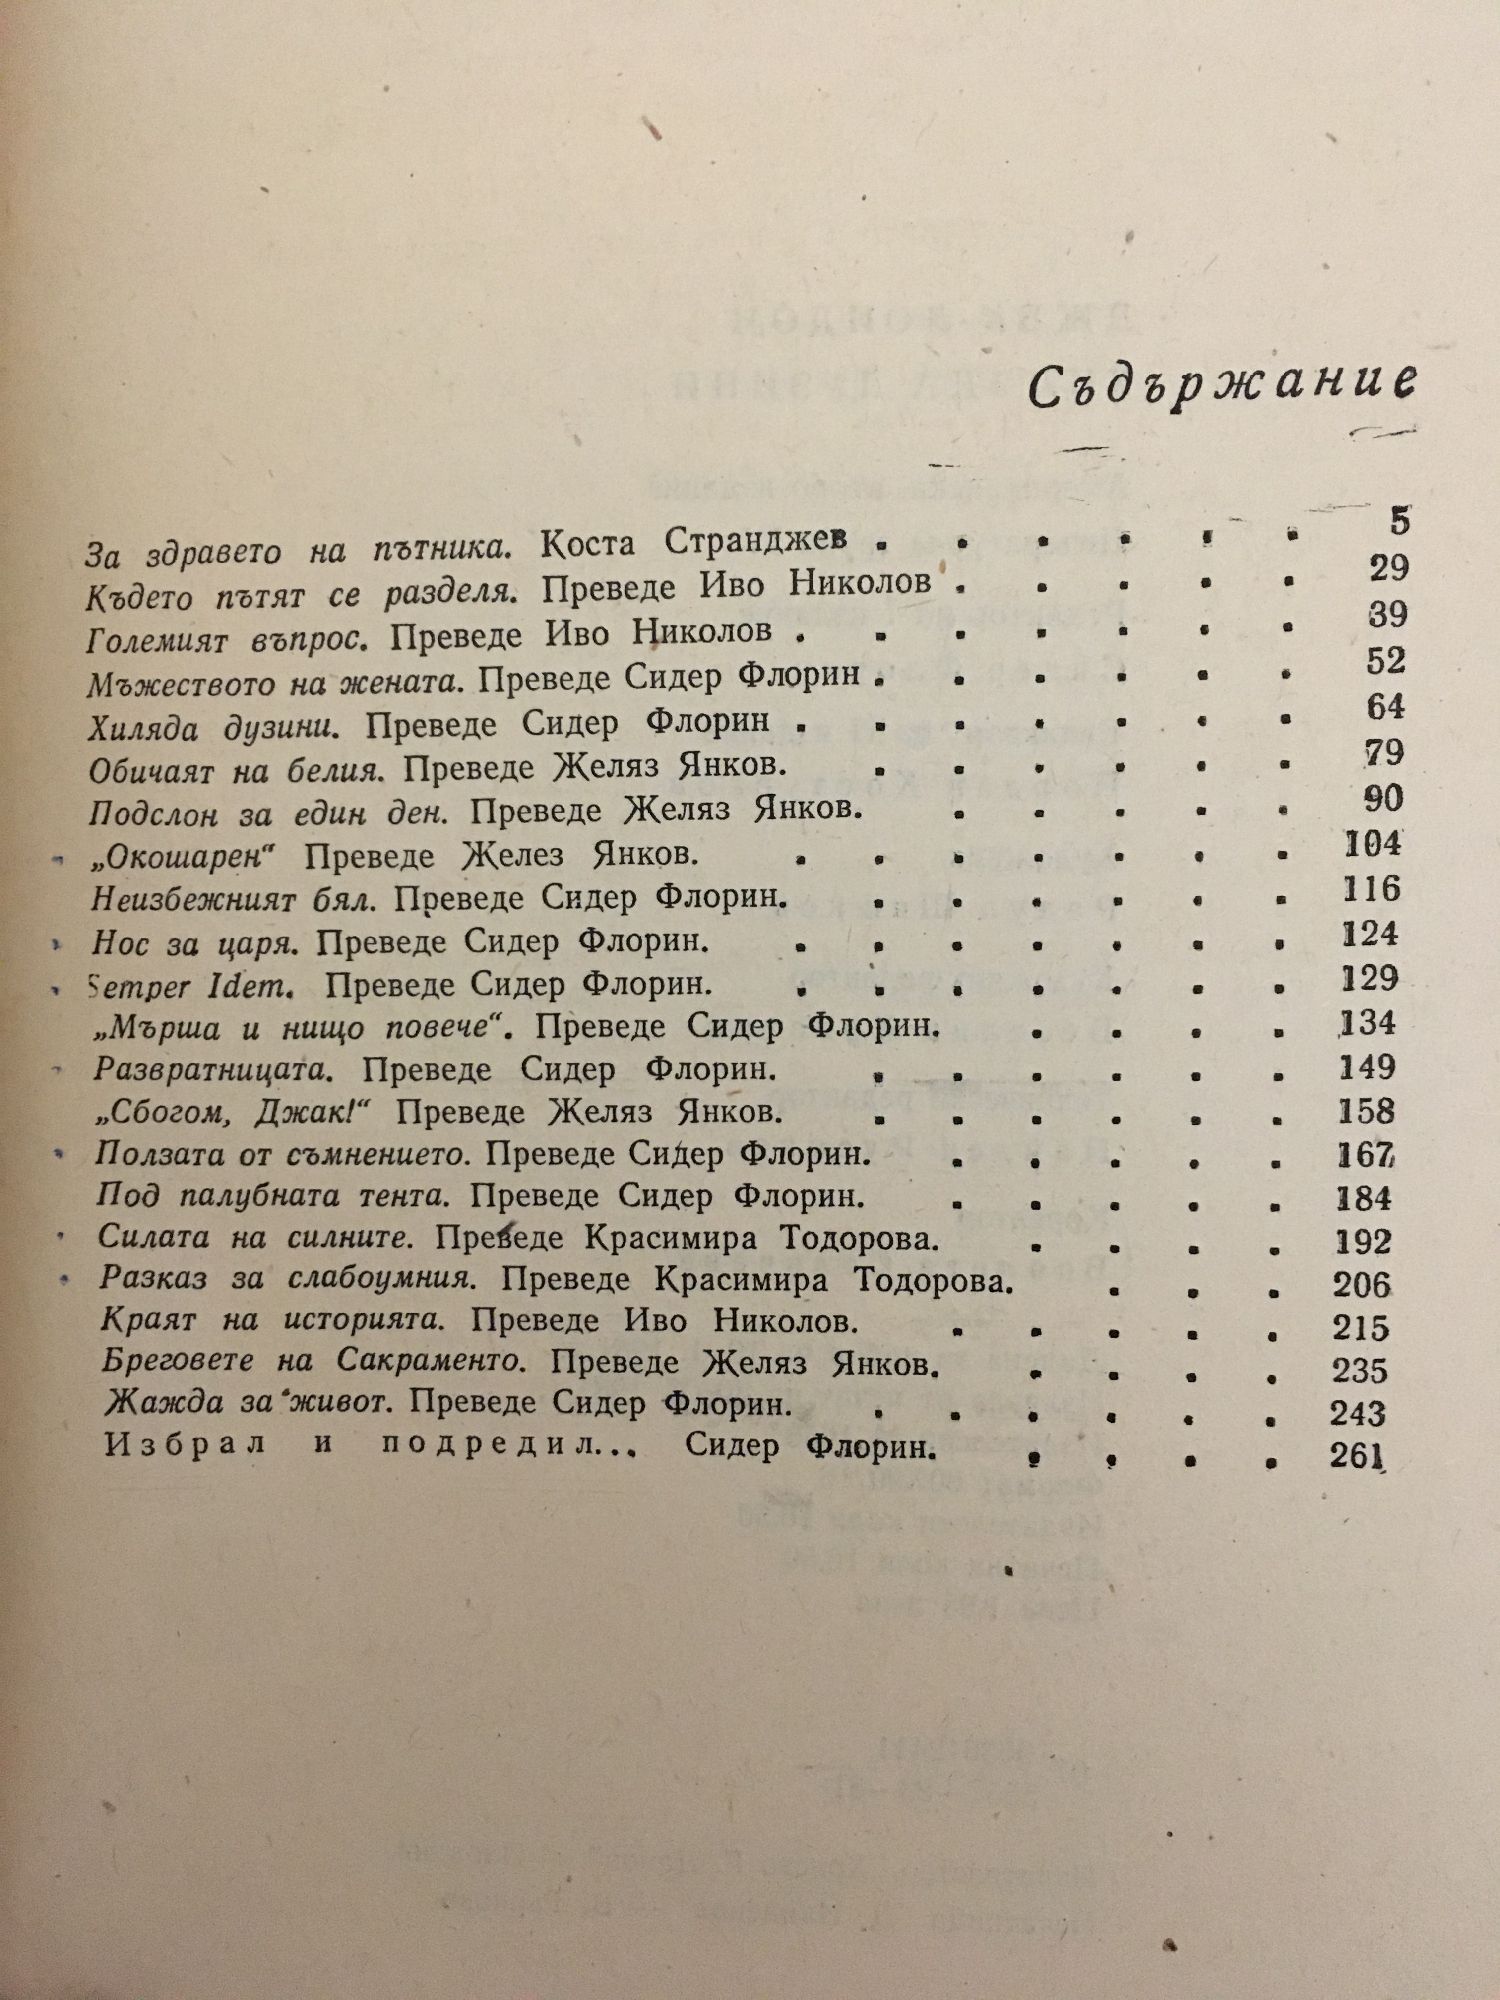 Съдържание
За здравето на пътника. Коста Странджев . . . . . . 5
Където пътят се разделя. Преведе Иво Николов . . . . . 29
Големият въпрос. Преведе Иво Николов . . . . . . . 39
Мъжеството на жената. Преведе Сидер Флорин . . . . . . 52
Хиляда дузини. Преведе Сидер Флорин . . . . . . . 64
Обичаят на белия. Преведе Желяз Янков. . . . . . . 79
Подслон за един ден. Преведе Желяз Янков. . . . . . 90
„Окошарен“ Преведе Желез Янков. . . . . . . . 104
Неизбежният бял. Преведе Сидер Флорин. . . . . . . 116
Нос за царя. Преведе Сидер Флорин. . . . . . . . 124
Semper Idem. Преведе Сидер Флорин. . . . . . . . 129
„Мърша и нищо повече“. Преведе Сидер Флорин. . . . . 134
Развратницата. Преведе Сидер Флорин. . . . . . . 149
„Сбогом, Джак!“ Преведе Желяз Янков. . . . . . . 158
Ползата от съмнението. Преведе Сидер Флорин. . . . . . 167
Под палубната тента. Преведе Сидер Флорин. . . . . . 184
Силата на силните. Преведе Красимира Тодорова. . . . . 192
Разказ за слабоумния. Преведе Красимира Тодорова. . . . 206
Краят на историята. Преведе Иво Николов. . . . . . 215
Бреговете на Сакраменто. Преведе Желяз Янков. . . . . 235
Жажда за живот. Преведе Сидер Флорин. . . . . . . 243
Избрал и подредил... Сидер Флорин. . . . . 261